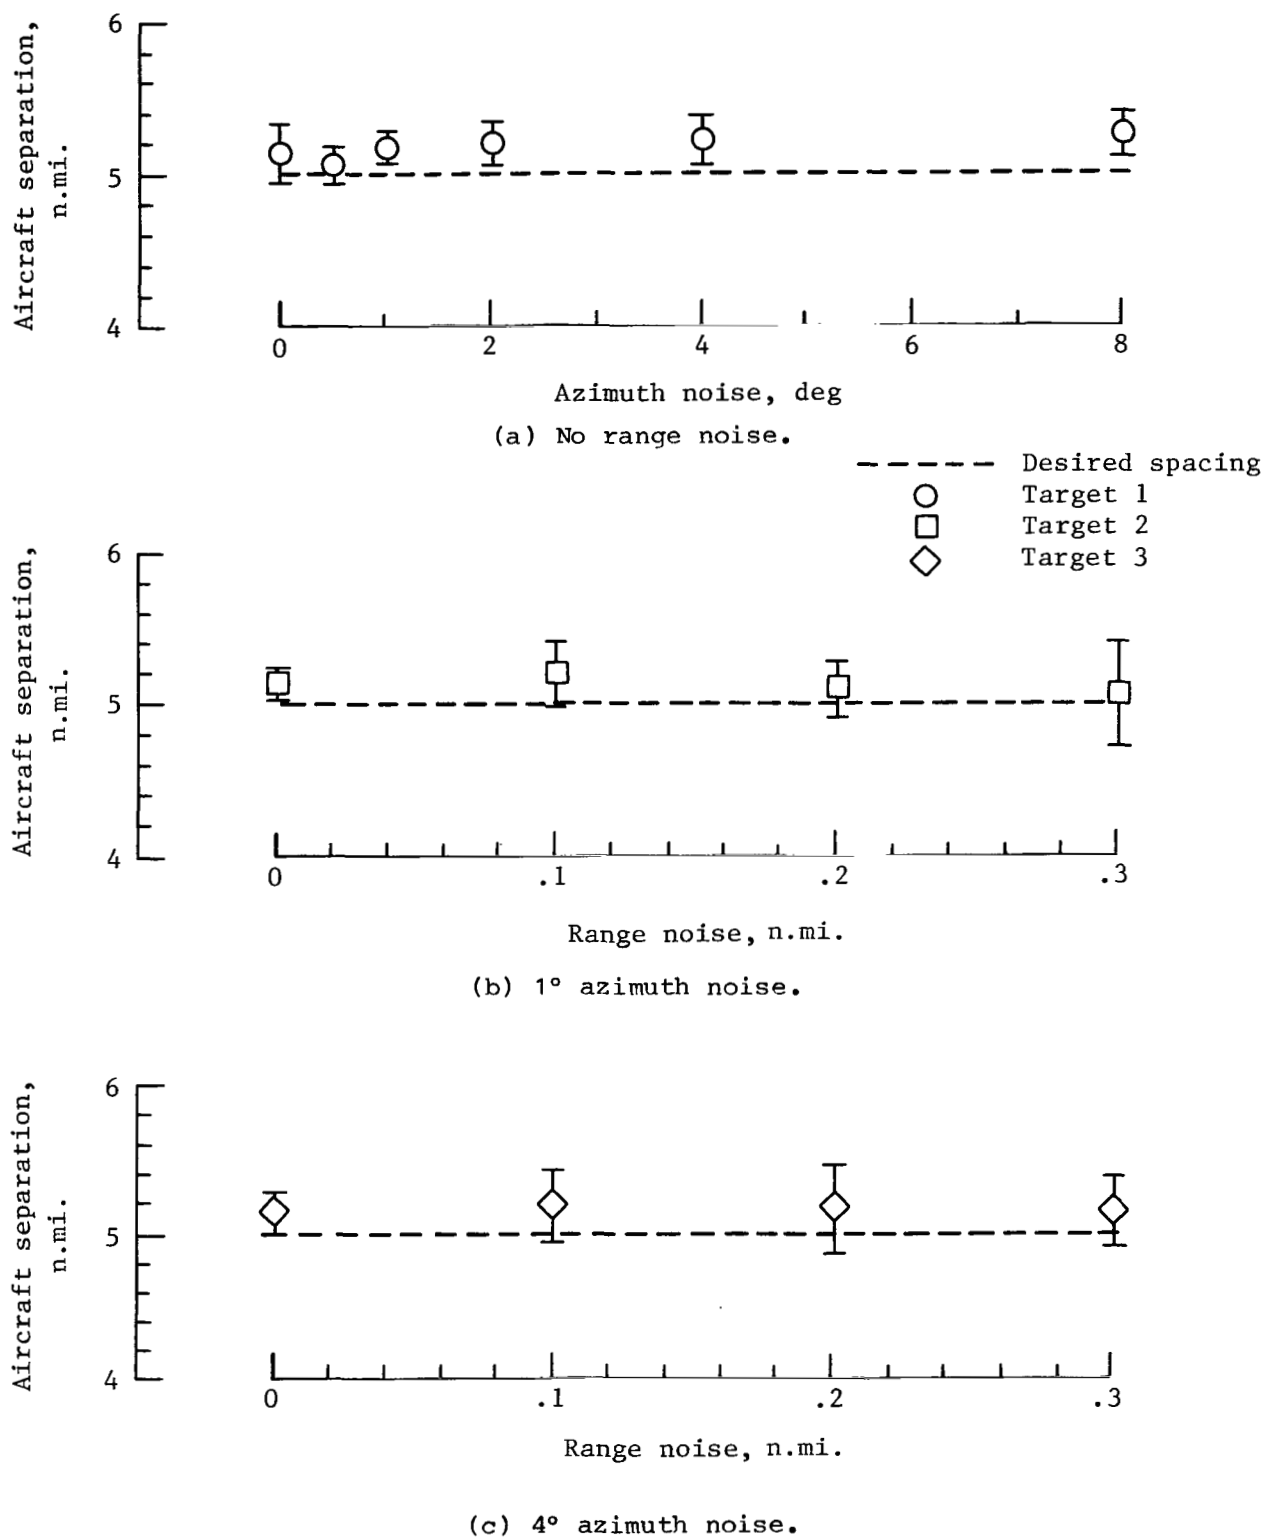 Aircraft separation,
n.mi.
6
5
4
0 2 4 6 8
Azimuth noise, deg
(a) No range noise.
Desired spacing
Target 1
Target 2
Target 3
Aircraft separation,
n.mi.
6
5
4
0 .1 .2 .3
Range noise, n.mi.
(b) 1° azimuth noise.
Aircraft separation,
n.mi.
6
5
4
0 .1 .2 .3
Range noise, n.mi.
(c) 4° azimuth noise.